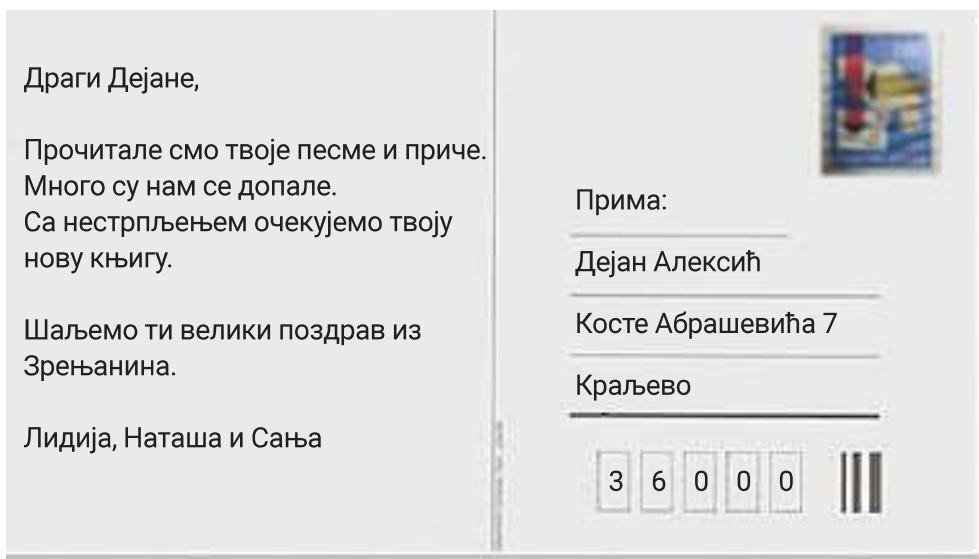 Драги Дејане,
Прочитале смо твоје песме и приче.
Много су нам се допале.
Са нестрпљењем очекујемо твоју
нову књигу.
Шаљемо ти велики поздрав из
Зрењанина.
Лидија, Наташа и Сања
Прима:
Дејан Алексић
Косте Абрашевића 7
Краљево
3 6 0 0 0